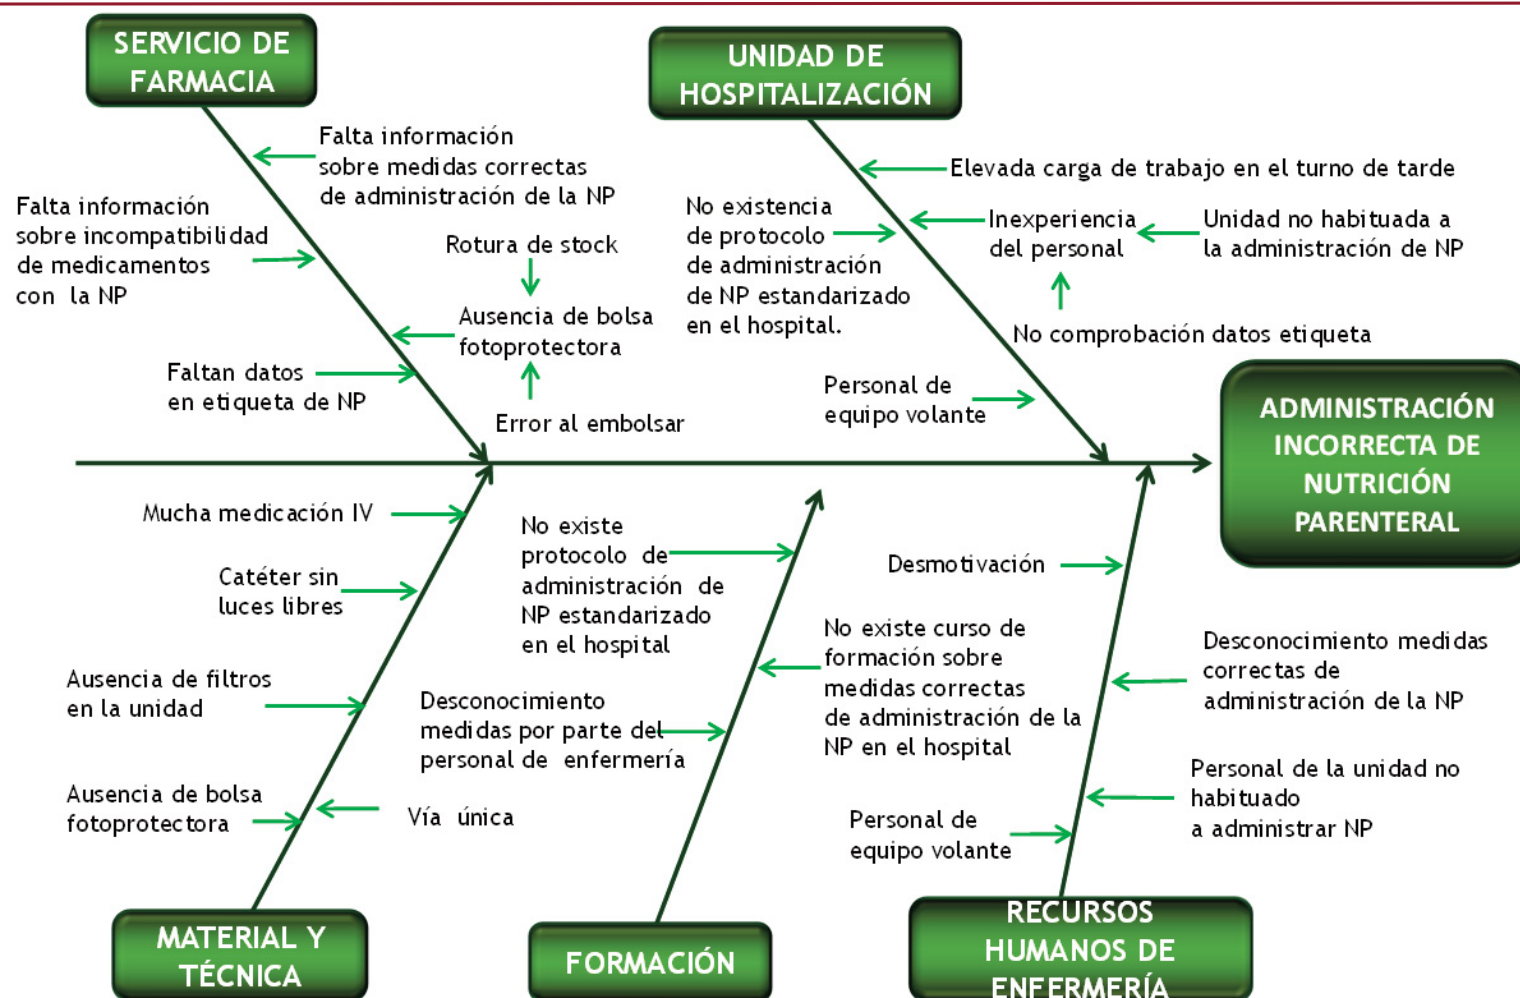 SERVICIO DE
FARMACIA
UNIDAD DE
HOSPITALIZACIÓN
Falta información
sobre medidas correctas
de administración de la NP
Falta información
sobre incompatibilidad
de medicamentos
con la NP
Rotura de stock
Ausencia de bolsa
fotoprotectora
Error al embolsar
Faltan datos
en etiqueta de NP
Elevada carga de trabajo en el turno de tarde
No existencia
de protocolo
de administración
de NP estandarizado
en el hospital.
Inexperiencia
del personal
Unidad no habituada a
la administración de NP
No comprobación datos etiqueta
Personal de
equipo volante
ADMINISTRACIÓN
INCORRECTA DE
NUTRICIÓN
PARENTERAL
Mucha medicación IV
Catéter sin
luces libres
Ausencia de filtros
en la unidad
Ausencia de bolsa
fotoprotectora
Vía única
No existe
protocolo de
administración de
NP estandarizado
en el hospital
Desconocimiento
medidas por parte del
personal de enfermería
No existe curso de
formación sobre
medidas correctas
de administración de la
NP en el hospital
Desmotivación
Desconocimiento medidas
correctas de
administración de la NP
Personal de la unidad no
habituado
a administrar NP
Personal de
equipo volante
MATERIAL Y
TÉCNICA
FORMACIÓN
RECURSOS
HUMANOS DE
ENFERMERÍA